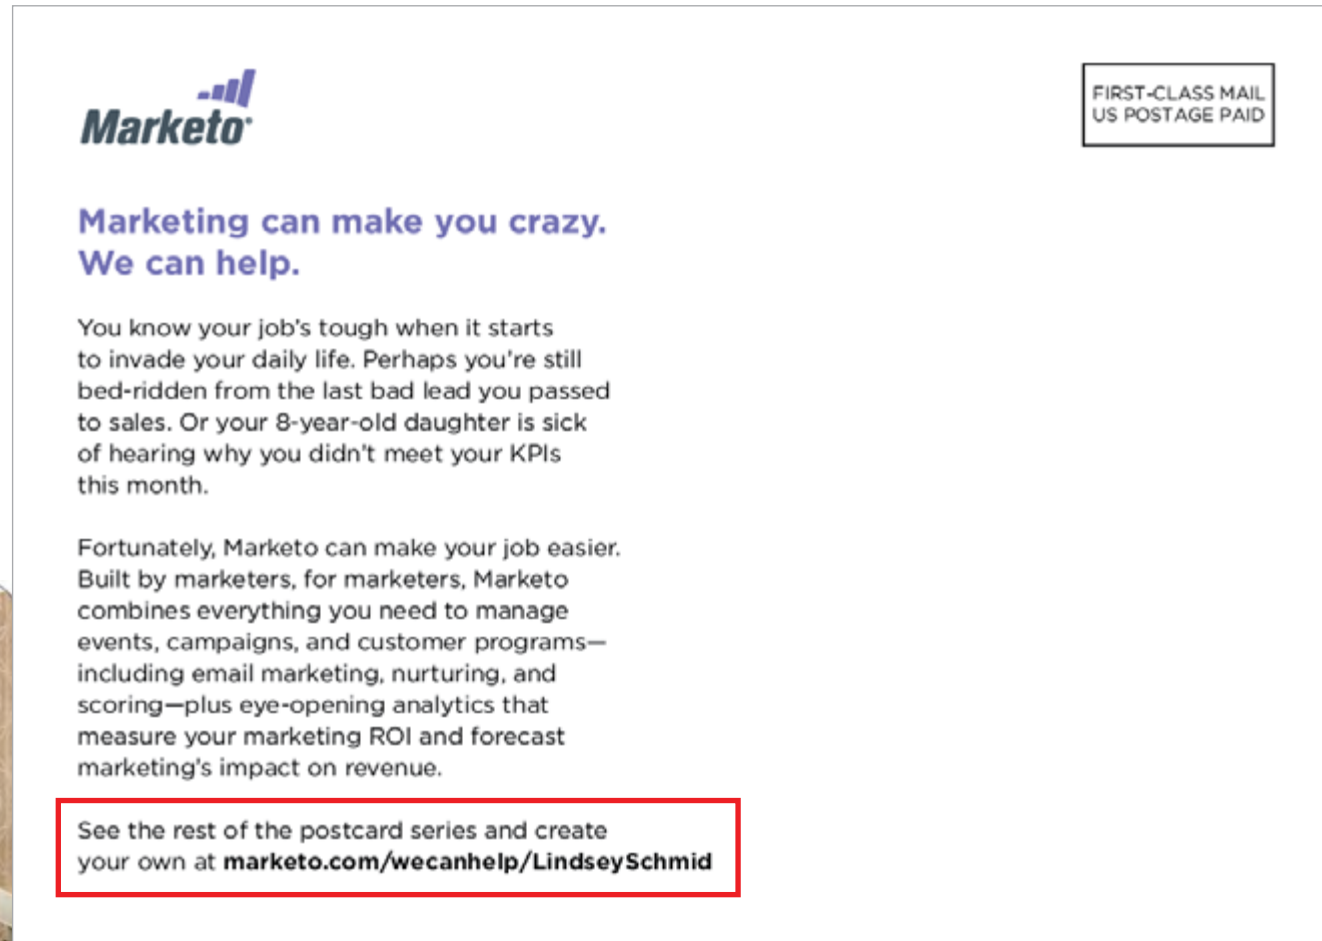 Marketo
FIRST-CLASS MAIL
US POSTAGE PAID
Marketing can make you crazy.
We can help.
You know your job's tough when it starts
to invade your daily life. Perhaps you're still
bed-ridden from the last bad lead you passed
to sales. Or your 8-year-old daughter is sick
of hearing why you didn't meet your KPIs
this month.
Fortunately, Marketo can make your job easier.
Built by marketers, for marketers, Marketo
combines everything you need to manage
events, campaigns, and customer programs—
including email marketing, nurturing, and
scoring—plus eye-opening analytics that
measure your marketing ROI and forecast
marketing's impact on revenue.
See the rest of the postcard series and create
your own at marketo.com/wecanhelp/LindseySchmid